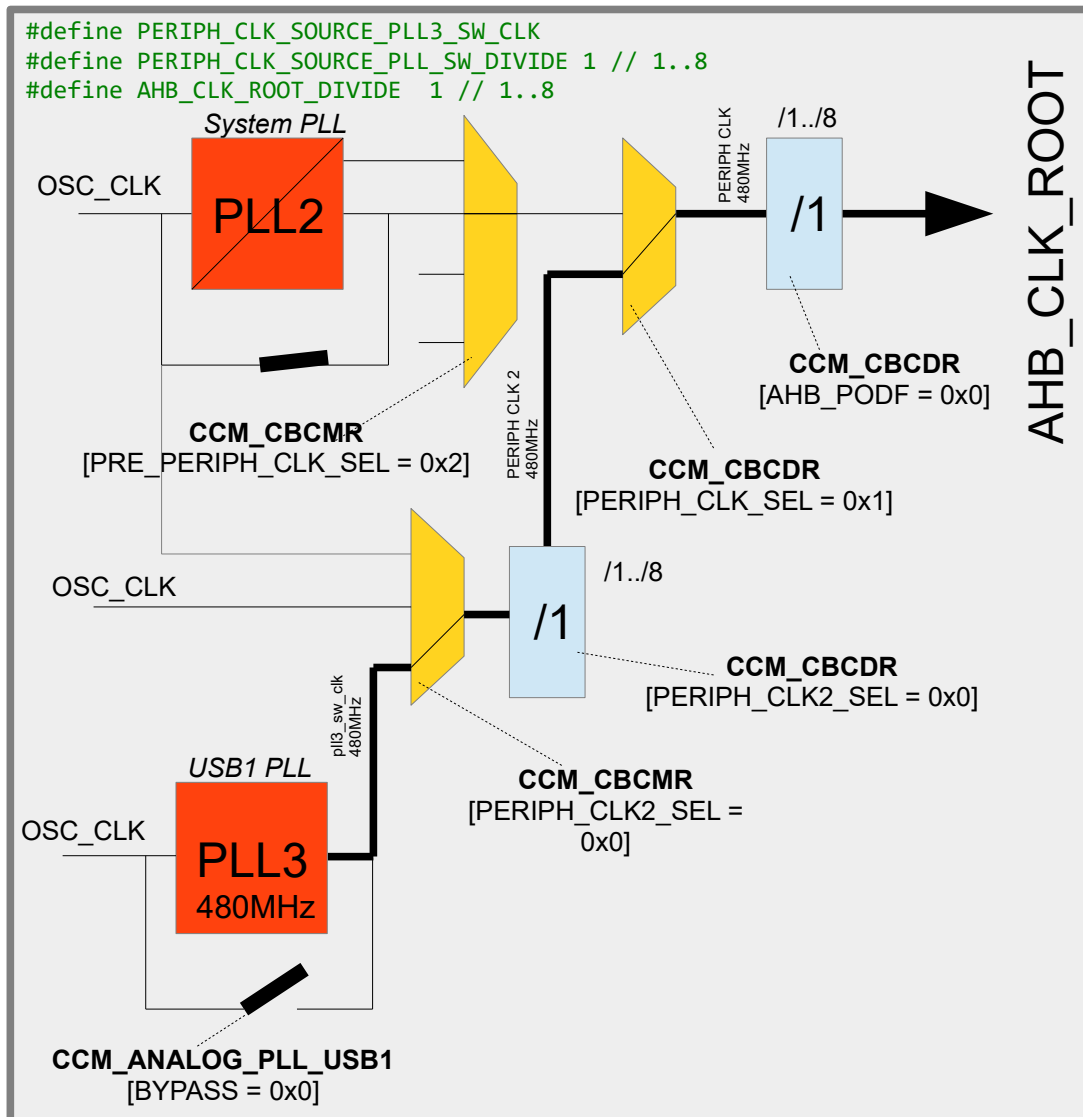 #define PERIPH_CLK_SOURCE_PLL3_SW_CLK
#define PERIPH_CLK_SOURCE_PLL_SW_DIVIDE 1 // 1..8
#define AHB_CLK_ROOT_DIVIDE  1 // 1..8
System PLL
OSC_CLK
PLL2
PERIPH CLK
480MHz
/1../8
/1
AHB_CLK_ROOT
CCM_CBCDR
[AHB_PODF = 0x0]
CCM_CBCMR
[PRE_PERIPH_CLK_SEL = 0x2]
PERIPH CLK 2
480MHz
CCM_CBCDR
[PERIPH_CLK_SEL = 0x1]
OSC_CLK
/1../8
/1
CCM_CBCDR
[PERIPH_CLK2_SEL = 0x0]
pll3_sw_clk
480MHz
CCM_CBCMR
[PERIPH_CLK2_SEL =
0x0]
USB1 PLL
OSC_CLK
PLL3
480MHz
CCM_ANALOG_PLL_USB1
[BYPASS = 0x0]